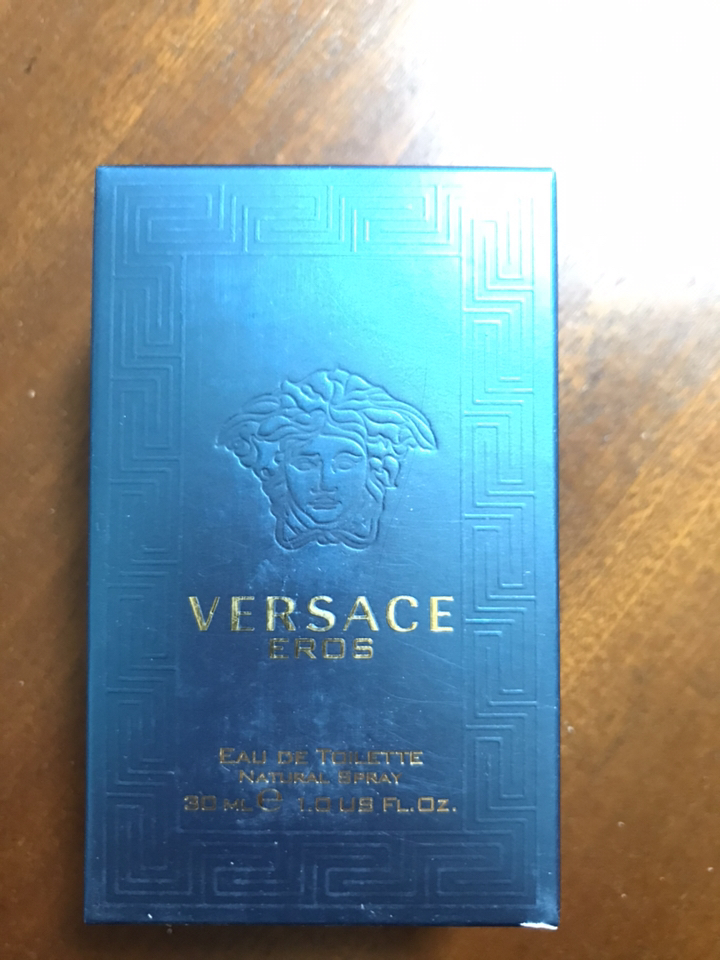 VERSACE
EROS
EAU DE TOILETTE
NATURAL SPRAY
30 ML ℮ 1.0 US FL.OZ.